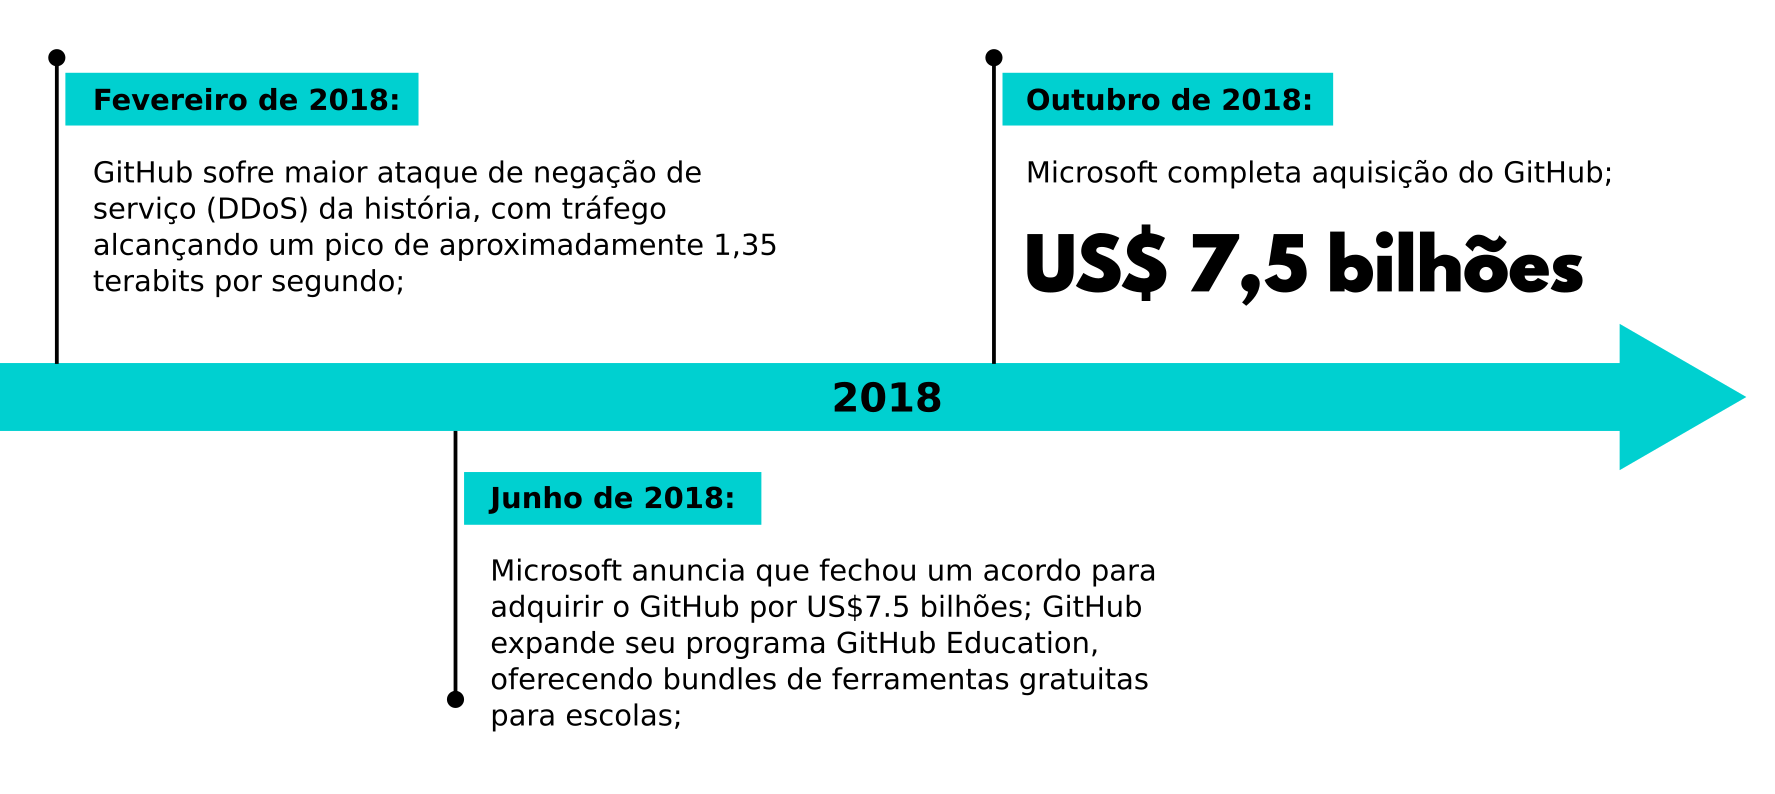 Fevereiro de 2018:
GitHub sofre maior ataque de negação de
serviço (DDoS) da história, com tráfego
alcançando um pico de aproximadamente 1,35
terabits por segundo;
Outubro de 2018:
Microsoft completa aquisição do GitHub;
US$ 7,5 bilhões
2018
Junho de 2018:
Microsoft anuncia que fechou um acordo para
adquirir o GitHub por US$7.5 bilhões; GitHub
expande seu programa GitHub Education,
oferecendo bundles de ferramentas gratuitas
para escolas;